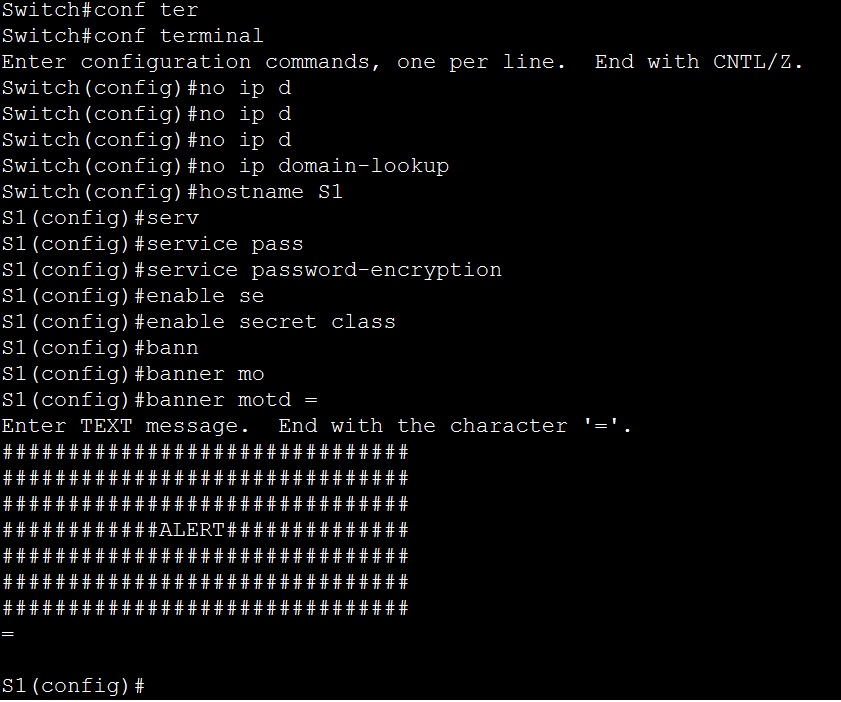 Switch#conf ter
Switch#conf terminal
Enter configuration commands, one per line.  End with CNTL/Z.
Switch(config)#no ip d
Switch(config)#no ip d
Switch(config)#no ip d
Switch(config)#no ip domain-lookup
Switch(config)#hostname S1
S1(config)#serv
S1(config)#service pass
S1(config)#service password-encryption
S1(config)#enable se
S1(config)#enable secret class
S1(config)#bann
S1(config)#banner mo
S1(config)#banner motd =
Enter TEXT message.  End with the character '='.
###############################
###############################
###############################
############ALERT##############
###############################
###############################
###############################
=
S1(config)#